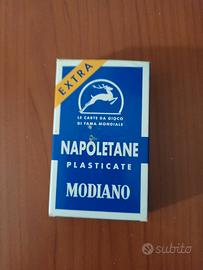 EXTRA
LE CARTE DA GIOCO
DI FAMA MONDIALE
NAPOLETANE
PLASTICATE
MODIANO
subito